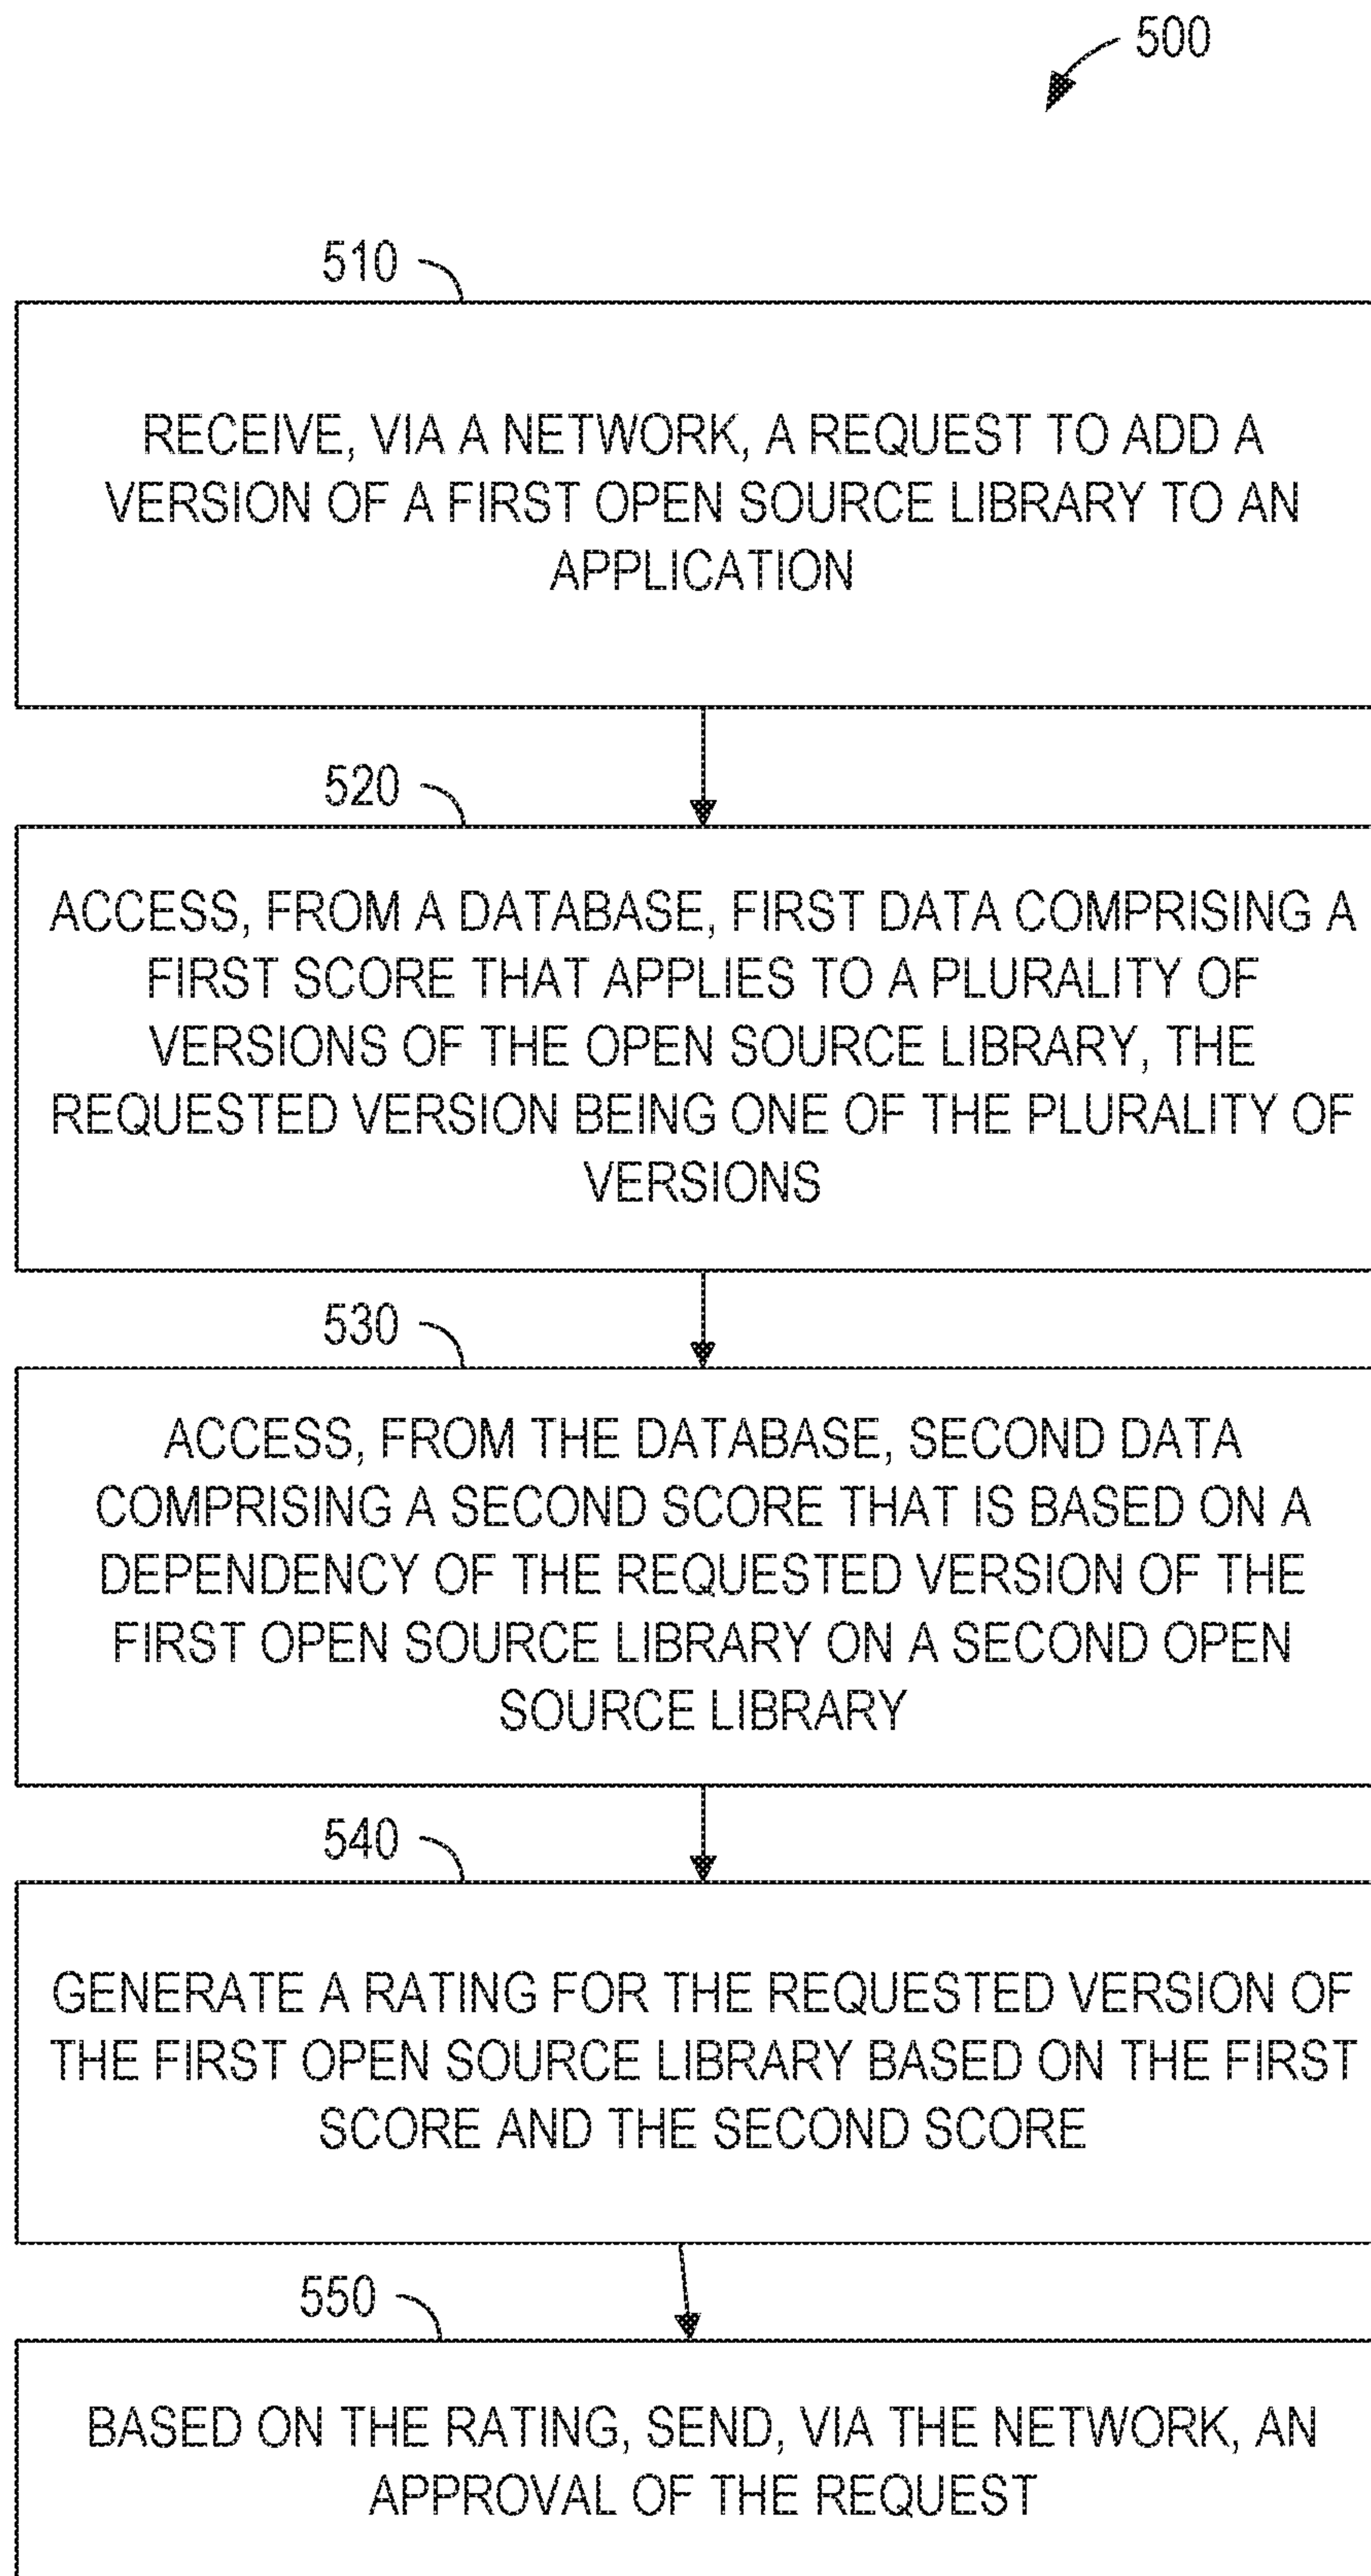 500
510
RECEIVE, VIA A NETWORK, A REQUEST TO ADD A
VERSION OF A FIRST OPEN SOURCE LIBRARY TO AN
APPLICATION
520
ACCESS, FROM A DATABASE, FIRST DATA COMPRISING A
FIRST SCORE THAT APPLIES TO A PLURALITY OF
VERSIONS OF THE OPEN SOURCE LIBRARY, THE
REQUESTED VERSION BEING ONE OF THE PLURALITY OF
VERSIONS
530
ACCESS, FROM THE DATABASE, SECOND DATA
COMPRISING A SECOND SCORE THAT IS BASED ON A
DEPENDENCY OF THE REQUESTED VERSION OF THE
FIRST OPEN SOURCE LIBRARY ON A SECOND OPEN
SOURCE LIBRARY
540
GENERATE A RATING FOR THE REQUESTED VERSION OF
THE FIRST OPEN SOURCE LIBRARY BASED ON THE FIRST
SCORE AND THE SECOND SCORE
550
BASED ON THE RATING, SEND, VIA THE NETWORK, AN
APPROVAL OF THE REQUEST